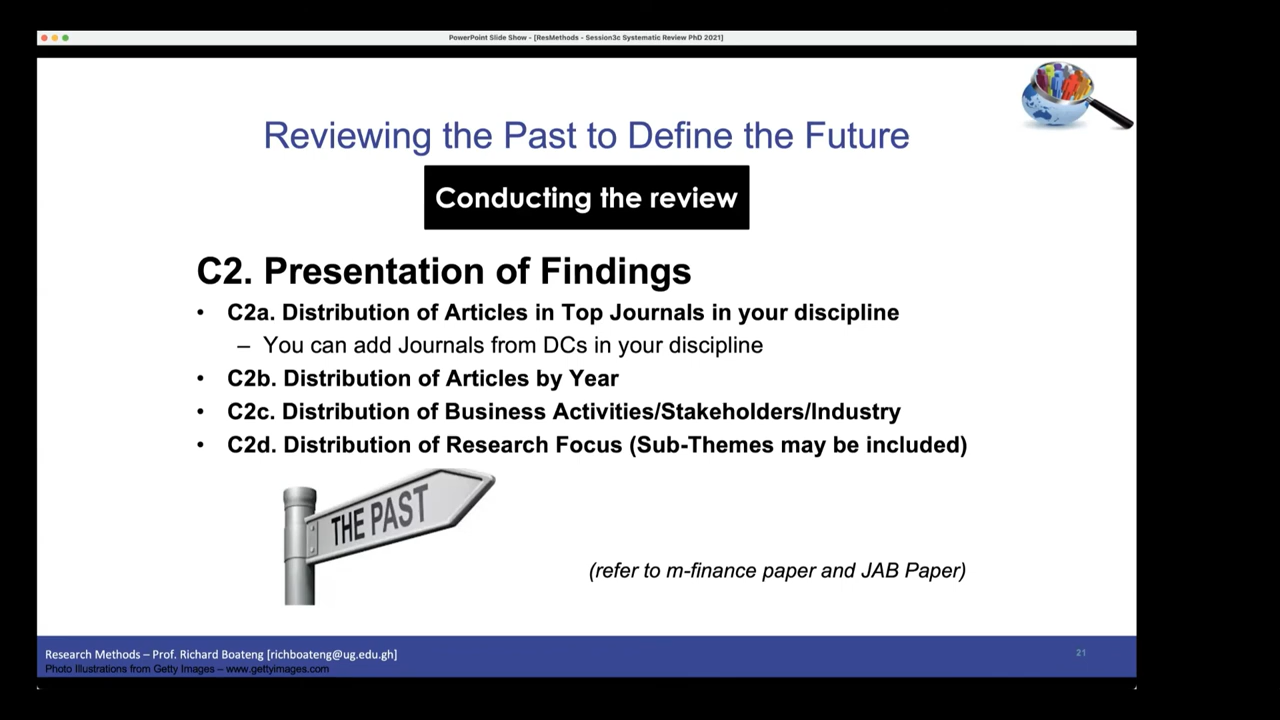 PowerPoint Slide Show - [ResMethods - Session3c Systematic Review PhD 2021]
Reviewing the Past to Define the Future
Conducting the review
C2. Presentation of Findings
• C2a. Distribution of Articles in Top Journals in your discipline
– You can add Journals from DCs in your discipline
• C2b. Distribution of Articles by Year
• C2c. Distribution of Business Activities/Stakeholders/Industry
• C2d. Distribution of Research Focus (Sub-Themes may be included)
THE PAST
(refer to m-finance paper and JAB Paper)
Research Methods – Prof. Richard Boateng [richboateng@ug.edu.gh]
21
Photo Illustrations from Getty Images – www.gettyimages.com